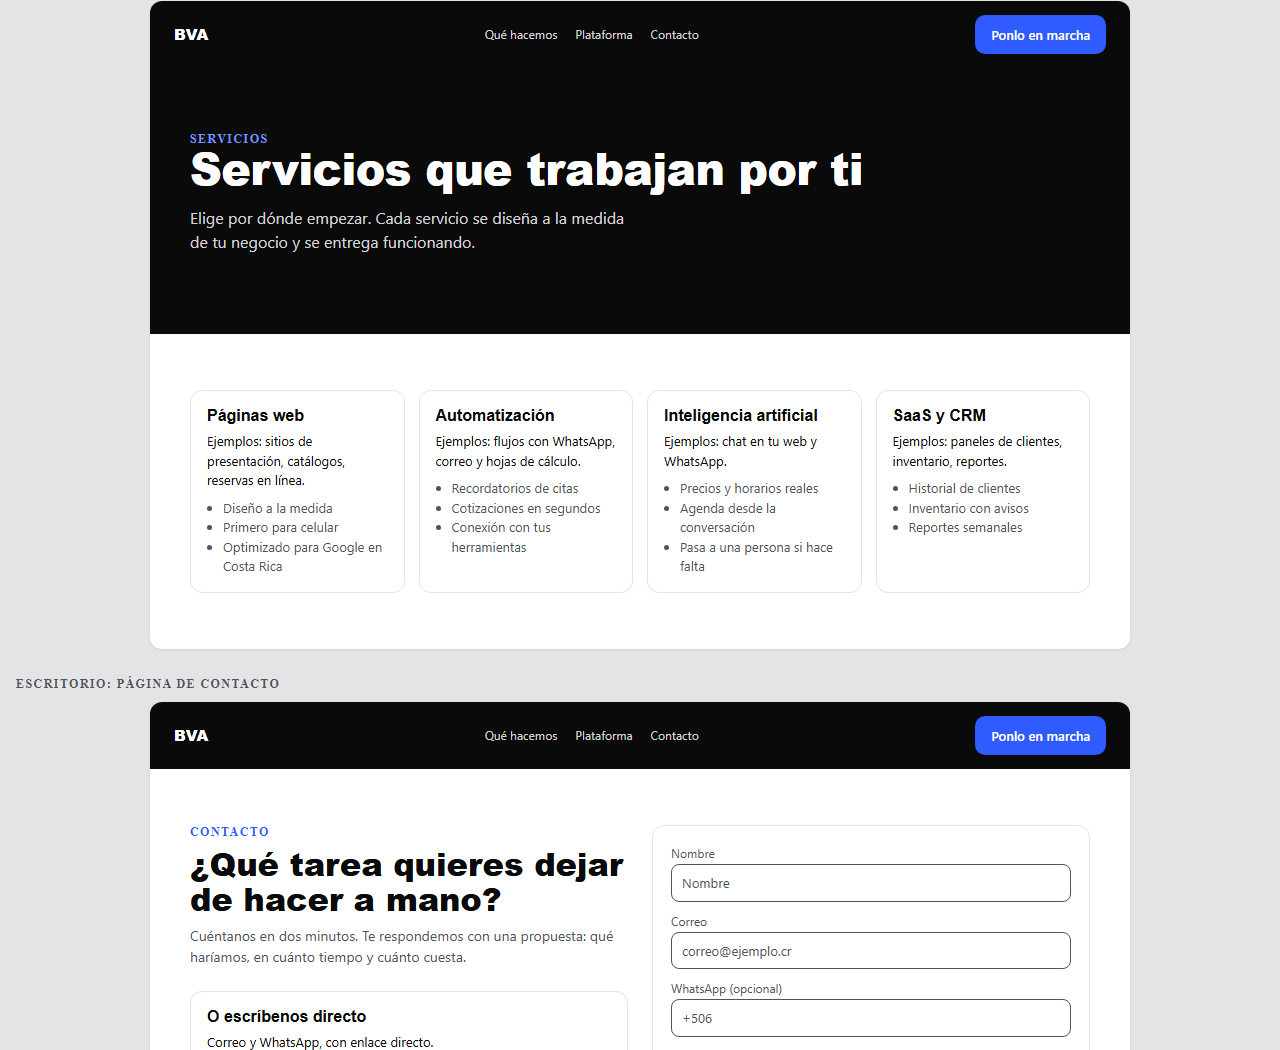 BVA
Qué hacemos Plataforma Contacto
Ponlo en marcha
SERVICIOS
Servicios que trabajan por ti
Elige por dónde empezar. Cada servicio se diseña a la medida
de tu negocio y se entrega funcionando.
Páginas web
Ejemplos: sitios de
presentación, catálogos,
reservas en línea.
Diseño a la medida
Primero para celular
Optimizado para Google en
Costa Rica
Automatización
Ejemplos: flujos con WhatsApp,
correo y hojas de cálculo.
Recordatorios de citas
Cotizaciones en segundos
Conexión con tus
herramientas
Inteligencia artificial
Ejemplos: chat en tu web y
WhatsApp.
Precios y horarios reales
Agenda desde la
conversación
Pasa a una persona si hace
falta
SaaS y CRM
Ejemplos: paneles de clientes,
inventario, reportes.
Historial de clientes
Inventario con avisos
Reportes semanales
ESCRITORIO: PÁGINA DE CONTACTO
BVA
Qué hacemos Plataforma Contacto
Ponlo en marcha
CONTACTO
¿Qué tarea quieres dejar
de hacer a mano?
Cuéntanos en dos minutos. Te respondemos con una propuesta: qué
haríamos, en cuánto tiempo y cuánto cuesta.
O escríbenos directo
Correo y WhatsApp, con enlace directo.
Nombre
Nombre
Correo
correo@ejemplo.cr
WhatsApp (opcional)
+506